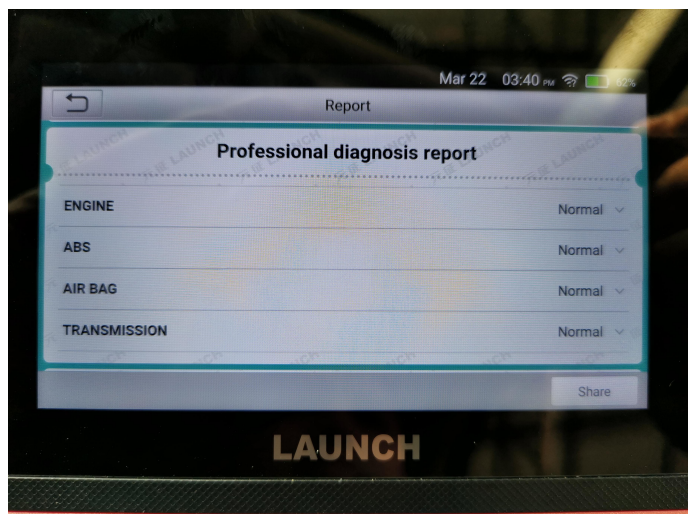 Mar 22 03:40 PM 62%
Report
Professional diagnosis report
ENGINE Normal
ABS Normal
AIR BAG Normal
TRANSMISSION Normal
Share
LAUNCH